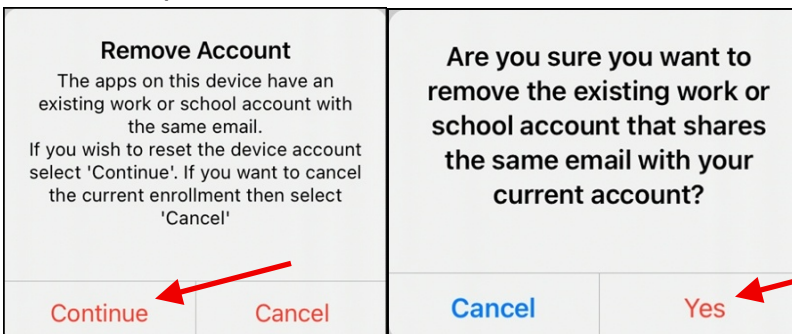 Remove Account
The apps on this device have an
existing work or school account with
the same email.
If you wish to reset the device account
select 'Continue'. If you want to cancel
the current enrollment then select
'Cancel'
Continue
Cancel
Are you sure you want to
remove the existing work or
school account that shares
the same email with your
current account?
Cancel
Yes